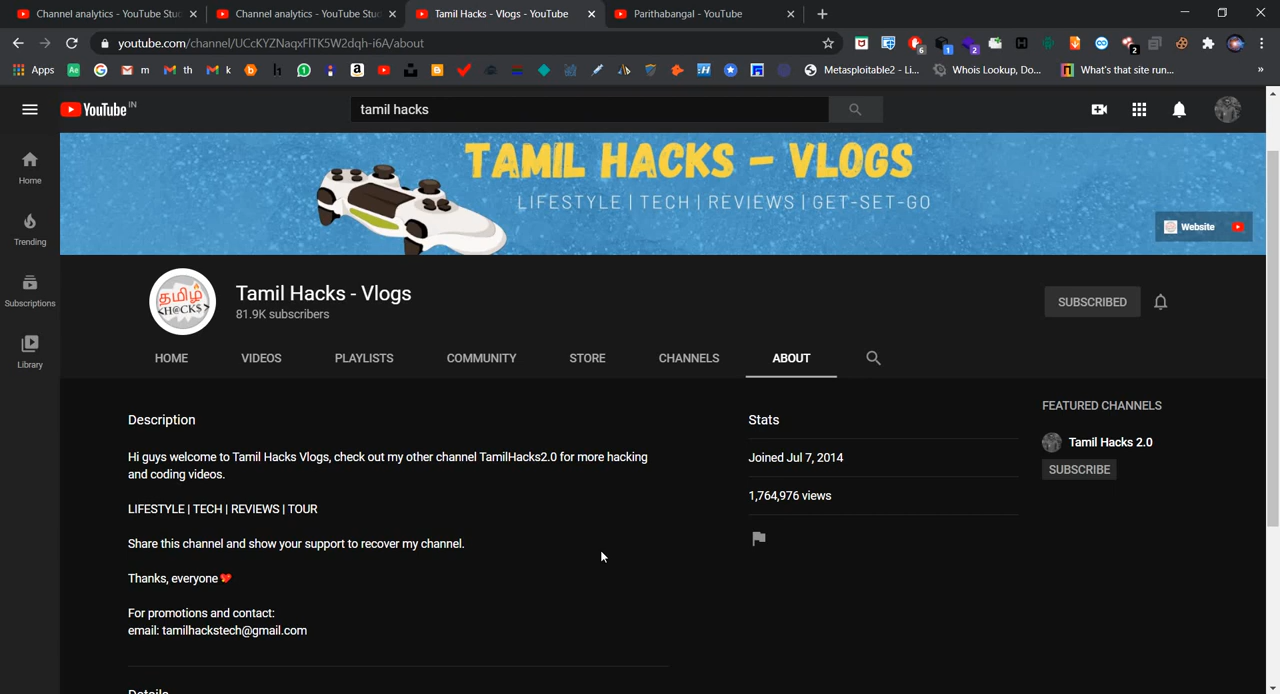 Channel analytics - YouTube Stu
Channel analytics - YouTube Stu
Tamil Hacks - Vlogs - YouTube
Parithabangal - YouTube
youtube.com/channel/UCcKYZNaqxFlTK5W2dqh-i6A/about
6
1
2
2
Apps
m
th
k
Metasploitable2 - Li...
Whois Lookup, Do...
What's that site run...
YouTube IN
tamil hacks
Home
Trending
Subscriptions
Library
TAMIL HACKS - VLOGS
LIFESTYLE | TECH | REVIEWS | GET-SET-GO
Website
தமிழ்
<H@CK$>
Tamil Hacks - Vlogs
81.9K subscribers
SUBSCRIBED
HOME
VIDEOS
PLAYLISTS
COMMUNITY
STORE
CHANNELS
ABOUT
Description
Hi guys welcome to Tamil Hacks Vlogs, check out my other channel TamilHacks2.0 for more hacking
and coding videos.
LIFESTYLE | TECH | REVIEWS | TOUR
Share this channel and show your support to recover my channel.
Thanks, everyone💖
For promotions and contact:
email: tamilhackstech@gmail.com
Details
Stats
Joined Jul 7, 2014
1,764,976 views
FEATURED CHANNELS
Tamil Hacks 2.0
SUBSCRIBE